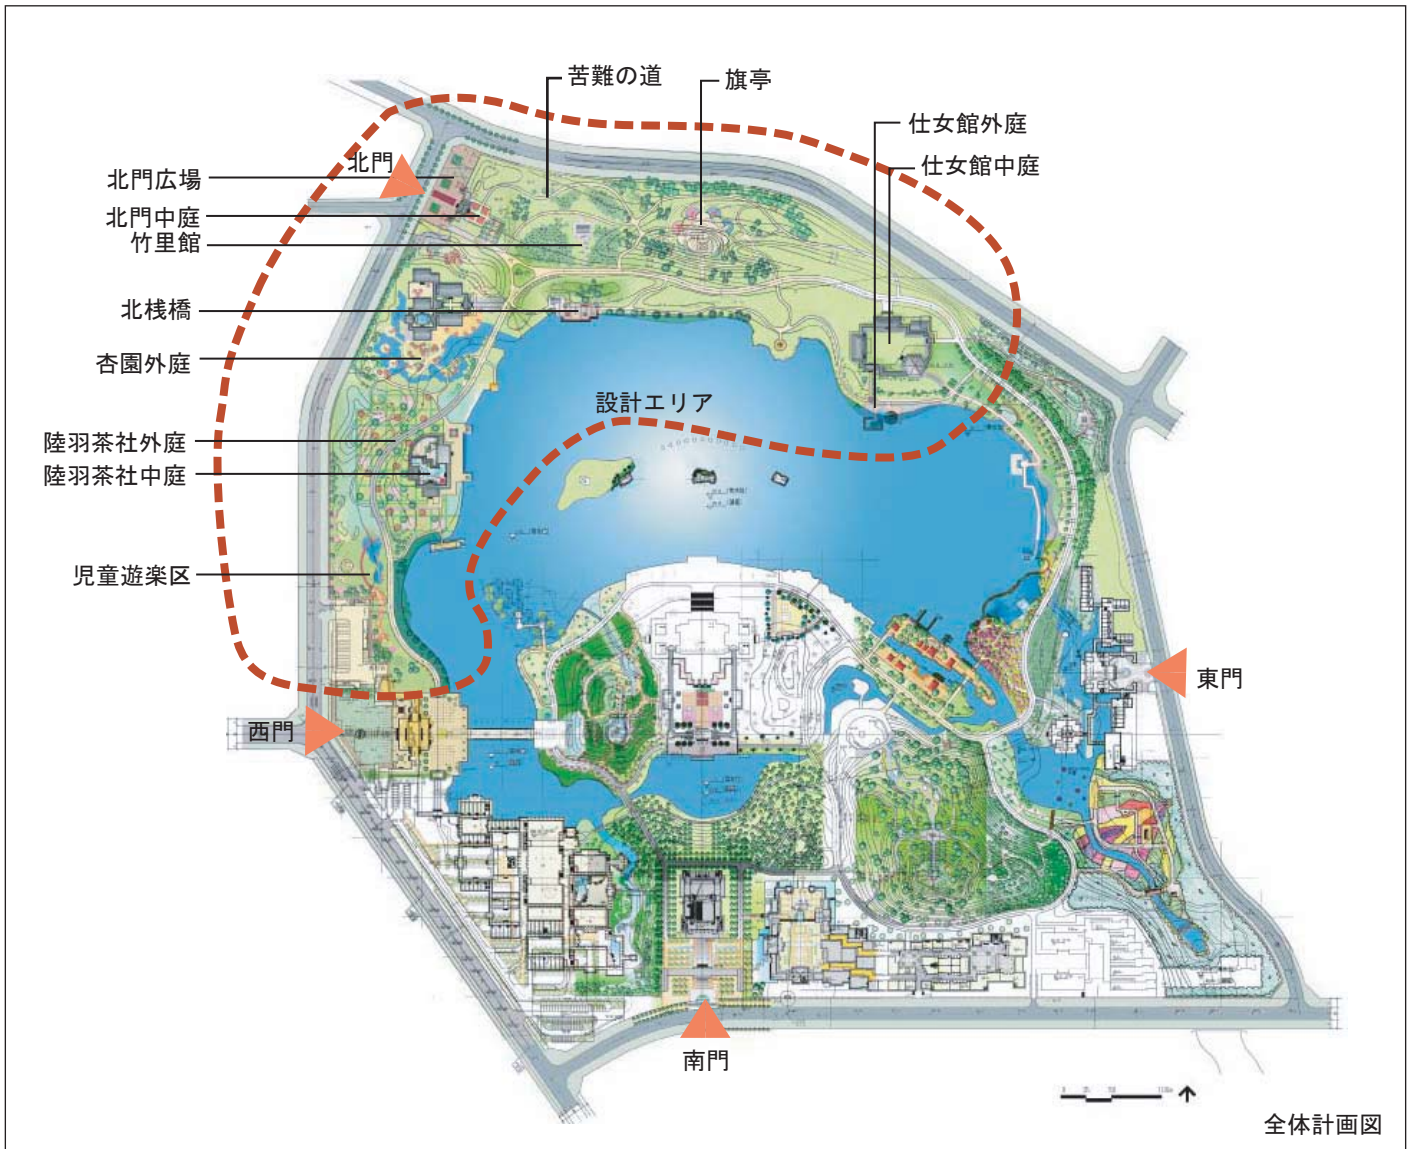 苦難の道
旗亭
仕女館外庭
仕女館中庭
北門
北門広場
北門中庭
竹里館
北桟橋
杏園外庭
設計エリア
陸羽茶社外庭
陸羽茶社中庭
児童遊楽区
東門
西門
南門
全体計画図